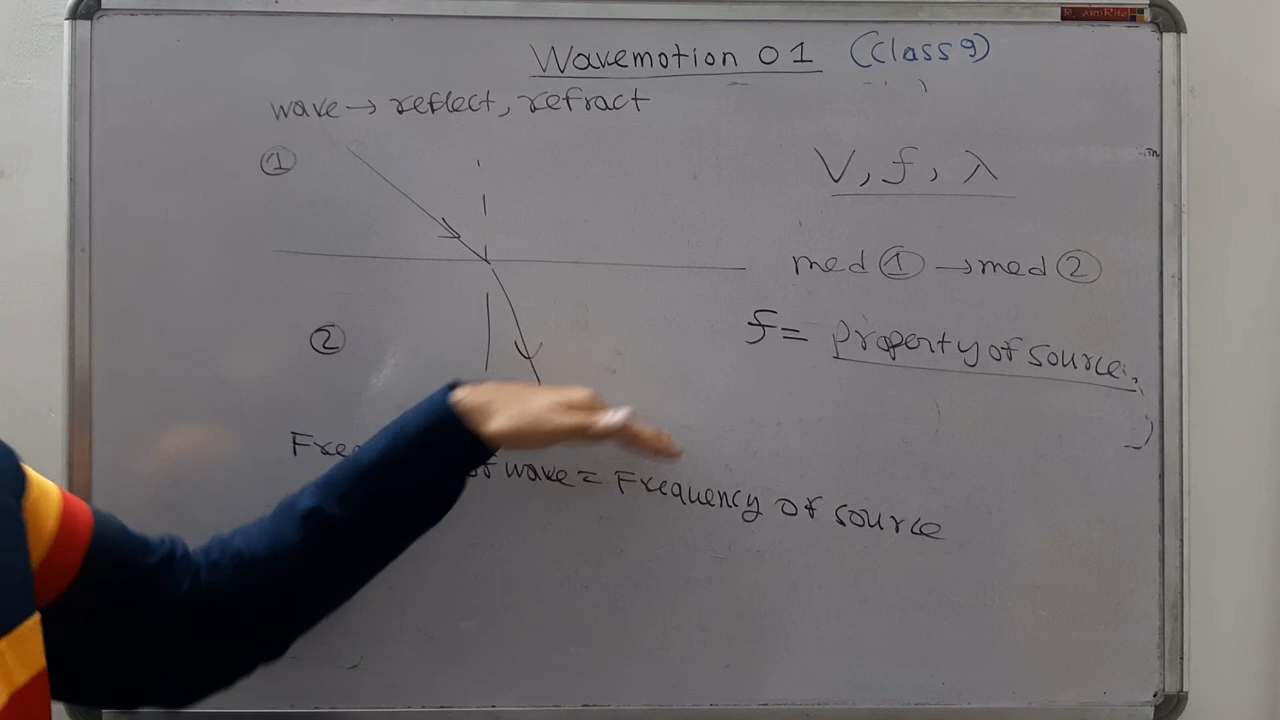 Wavemotion 01 (Class 9)
wave → reflect, refract
①
V, f, λ
med ① → med ②
②
f = property of source.
of wave = Frequency of source